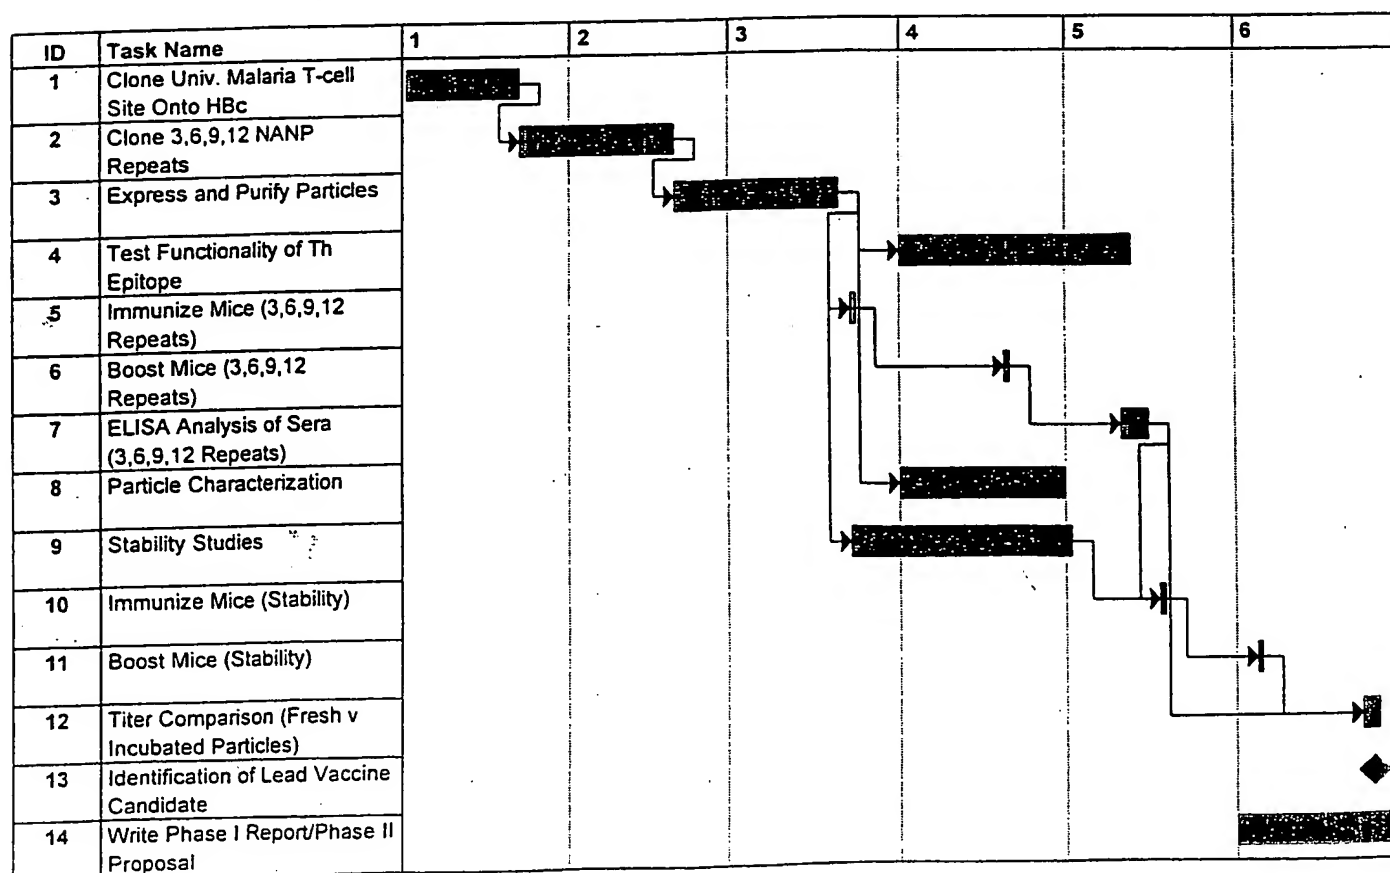 ID Task Name 1 2 3 4 5 6
1 Clone Univ. Malaria T-cell
Site Onto HBc
2 Clone 3,6,9,12 NANP
Repeats
3 Express and Purify Particles
4 Test Functionality of Th
Epitope
5 Immunize Mice (3,6,9,12
Repeats)
6 Boost Mice (3,6,9,12
Repeats)
7 ELISA Analysis of Sera
(3,6,9,12 Repeats)
8 Particle Characterization
9 Stability Studies
10 Immunize Mice (Stability)
11 Boost Mice (Stability)
12 Titer Comparison (Fresh v
Incubated Particles)
13 Identification of Lead Vaccine
Candidate
14 Write Phase I Report/Phase II
Proposal